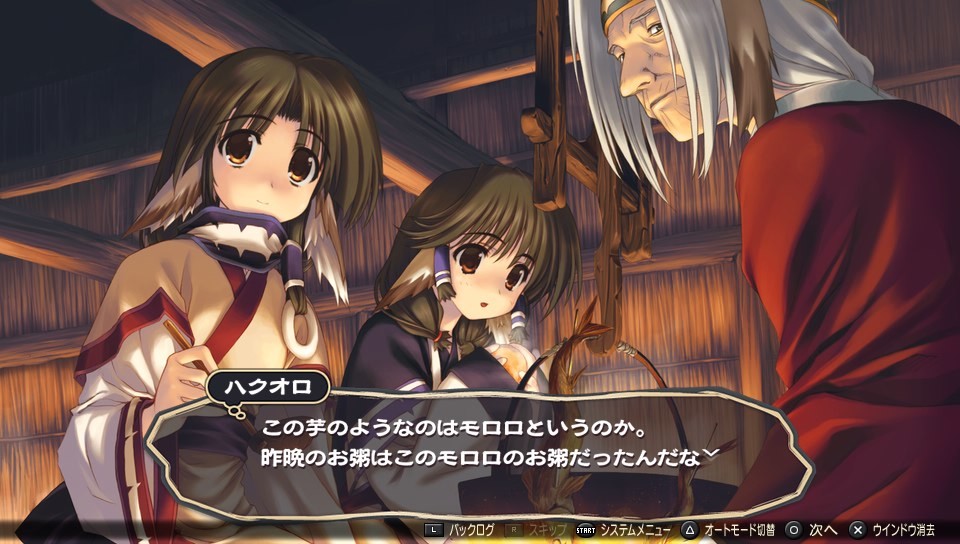 ハクオロ
この芋のようなのはモロロというのか。
昨晩のお粥はこのモロロのお粥だったんだな
L バックログ R スキップ START システムメニュー △ オートモード切替 ○ 次へ × ウインドウ消去